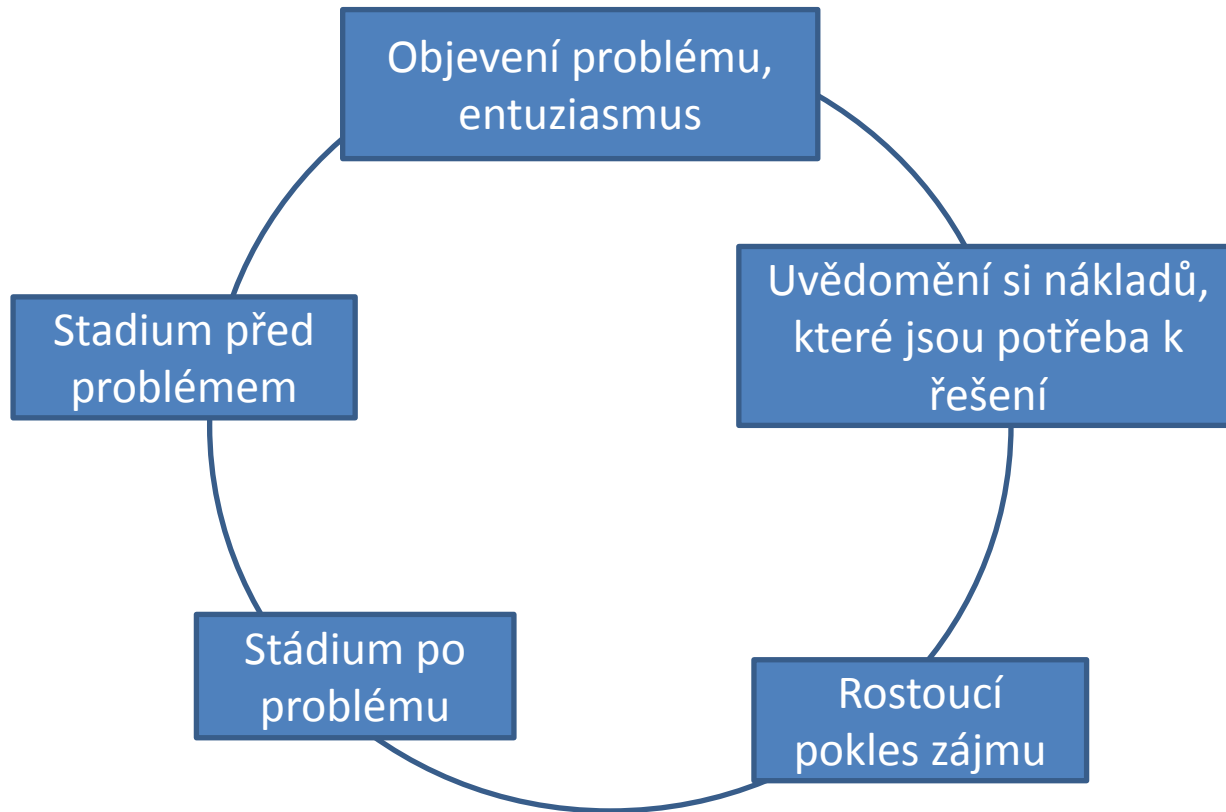 Objevení problému,
entuziasmus
Uvědomění si nákladů,
které jsou potřeba k
řešení
Stadium před
problémem
Stádium po
problému
Rostoucí
pokles zájmu